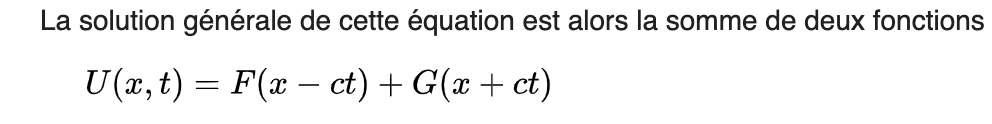 La solution générale de cette équation est alors la somme de deux fonctions
U(x, t) = F(x − ct) + G(x + ct)